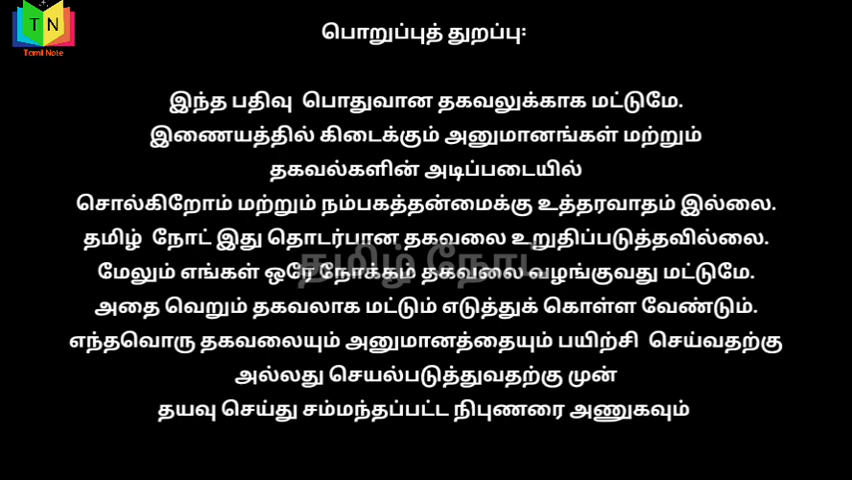 TN
Tamil Note
பொறுப்புத் துறப்பு:
இந்த பதிவு பொதுவான தகவலுக்காக மட்டுமே.
இணையத்தில் கிடைக்கும் அனுமானங்கள் மற்றும்
தகவல்களின் அடிப்படையில்
சொல்கிறோம் மற்றும் நம்பகத்தன்மைக்கு உத்தரவாதம் இல்லை.
தமிழ் நோட் இது தொடர்பான தகவலை உறுதிப்படுத்தவில்லை.
தமிழ் நோட்
மேலும் எங்கள் ஒரே நோக்கம் தகவலை வழங்குவது மட்டுமே.
அதை வெறும் தகவலாக மட்டும் எடுத்துக் கொள்ள வேண்டும்.
எந்தவொரு தகவலையும் அனுமானத்தையும் பயிற்சி செய்வதற்கு
அல்லது செயல்படுத்துவதற்கு முன்
தயவு செய்து சம்மந்தப்பட்ட நிபுணரை அணுகவும்